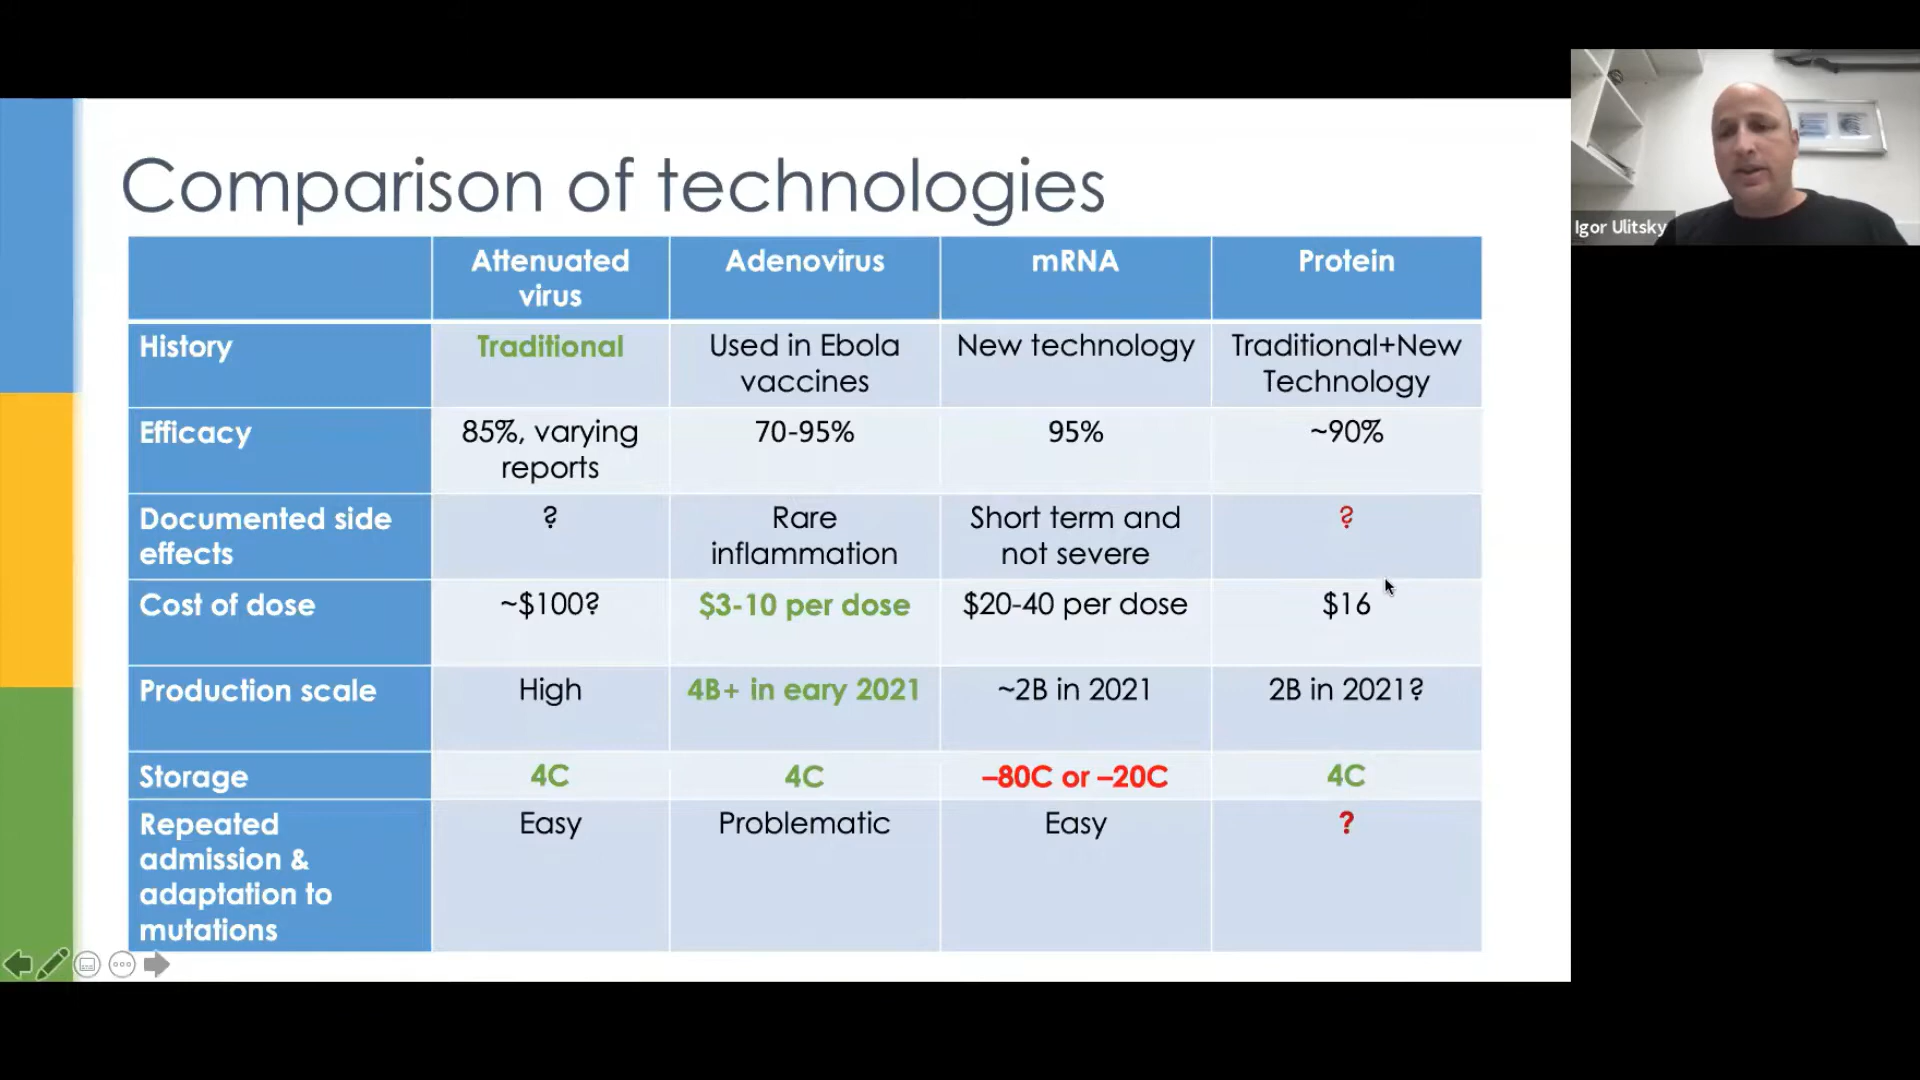 Comparison of technologies
Attenuated
virus
Adenovirus
mRNA
Protein
History
Traditional
Used in Ebola
vaccines
New technology
Traditional+New
Technology
Efficacy
85%, varying
reports
70-95%
95%
~90%
Documented side
effects
?
Rare
inflammation
Short term and
not severe
?
Cost of dose
~$100?
$3-10 per dose
$20-40 per dose
$16
Production scale
High
4B+ in eary 2021
~2B in 2021
2B in 2021?
Storage
4C
4C
–80C or –20C
4C
Repeated
admission &
adaptation to
mutations
Easy
Problematic
Easy
?
Igor Ulitsky